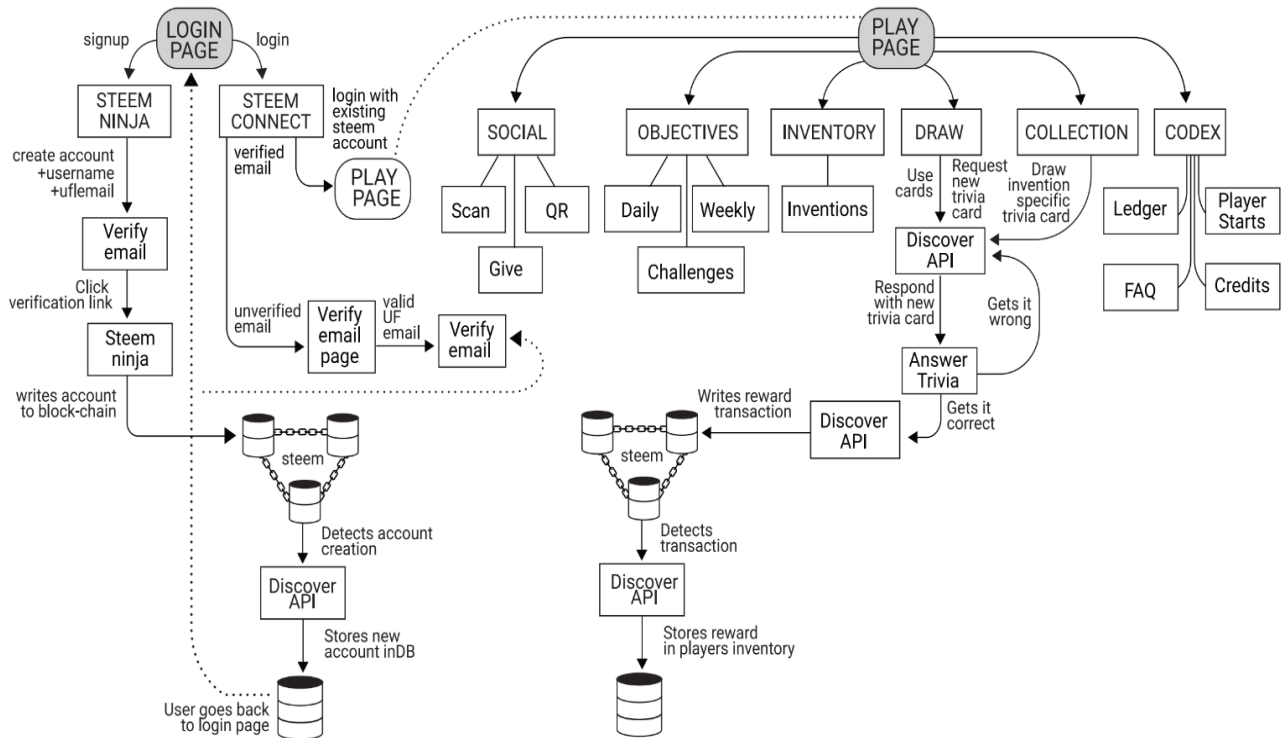 LOGIN
PAGE
signup
login
STEEM
NINJA
STEEM
CONNECT
login with
existing
steem
account
create account
+username
+uflemail
verified
email
PLAY
PAGE
Verify
email
Click
verification link
Steem
ninja
unverified
email
Verify
email
page
valid
UF
email
Verify
email
writes account
to block-chain
steem
Detects account
creation
Discover
API
Stores new
account inDB
User goes back
to login page
PLAY
PAGE
SOCIAL
OBJECTIVES
INVENTORY
DRAW
COLLECTION
CODEX
Scan
QR
Give
Daily
Weekly
Challenges
Inventions
Use
cards
Request
new
trivia
card
Draw
invention
specific
trivia card
Ledger
Player
Starts
FAQ
Credits
Discover
API
Respond
with new
trivia card
Gets it
wrong
Answer
Trivia
Gets it
correct
Discover
API
Writes reward
transaction
steem
Detects
transaction
Discover
API
Stores reward
in players inventory